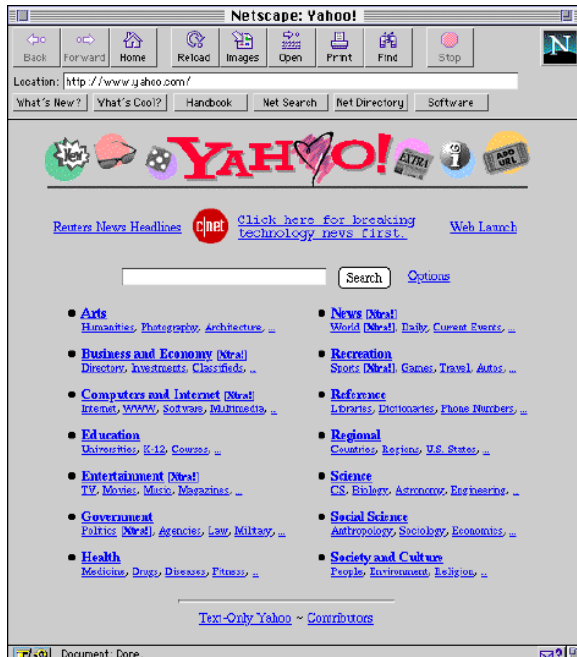 Netscape: Yahoo!
Back Forward Home Reload Images Open Print Find Stop N
Location: http://www.yahoo.com/
What's New? What's Cool? Handbook Net Search Net Directory Software
New YAHOO! EXTRA i ADD URL
Reuters News Headlines c|net Click here for breaking technology news first. Web Launch
Search Options
Arts
Humanities, Photography, Architecture, ...
Business and Economy [Xtra!]
Directory, Investments, Classifieds, ...
Computers and Internet [Xtra!]
Internet, WWW, Software, Multimedia, ...
Education
Universities, K-12, Courses, ...
Entertainment [Xtra!]
TV, Movies, Music, Magazines, ...
Government
Politics [Xtra!], Agencies, Law, Military, ...
Health
Medicine, Drugs, Diseases, Fitness, ...
News [Xtra!]
World [Xtra!], Daily, Current Events, ...
Recreation
Sports [Xtra!], Games, Travel, Autos, ...
Reference
Libraries, Dictionaries, Phone Numbers, ...
Regional
Countries, Regions, U.S. States, ...
Science
CS, Biology, Astronomy, Engineering, ...
Social Science
Anthropology, Sociology, Economics, ...
Society and Culture
People, Environment, Religion, ...
Text-Only Yahoo ~ Contributors
Document: Done